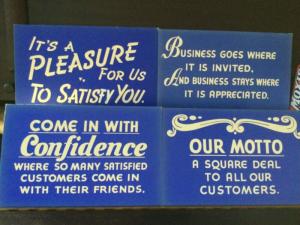 IT'S A
PLEASURE
FOR US
TO SATISFY YOU.
BUSINESS GOES WHERE
IT IS INVITED.
AND BUSINESS STAYS WHERE
IT IS APPRECIATED.
COME IN WITH
Confidence
WHERE SO MANY SATISFIED
CUSTOMERS COME IN
WITH THEIR FRIENDS.
OUR MOTTO
A SQUARE DEAL
TO ALL OUR
CUSTOMERS.